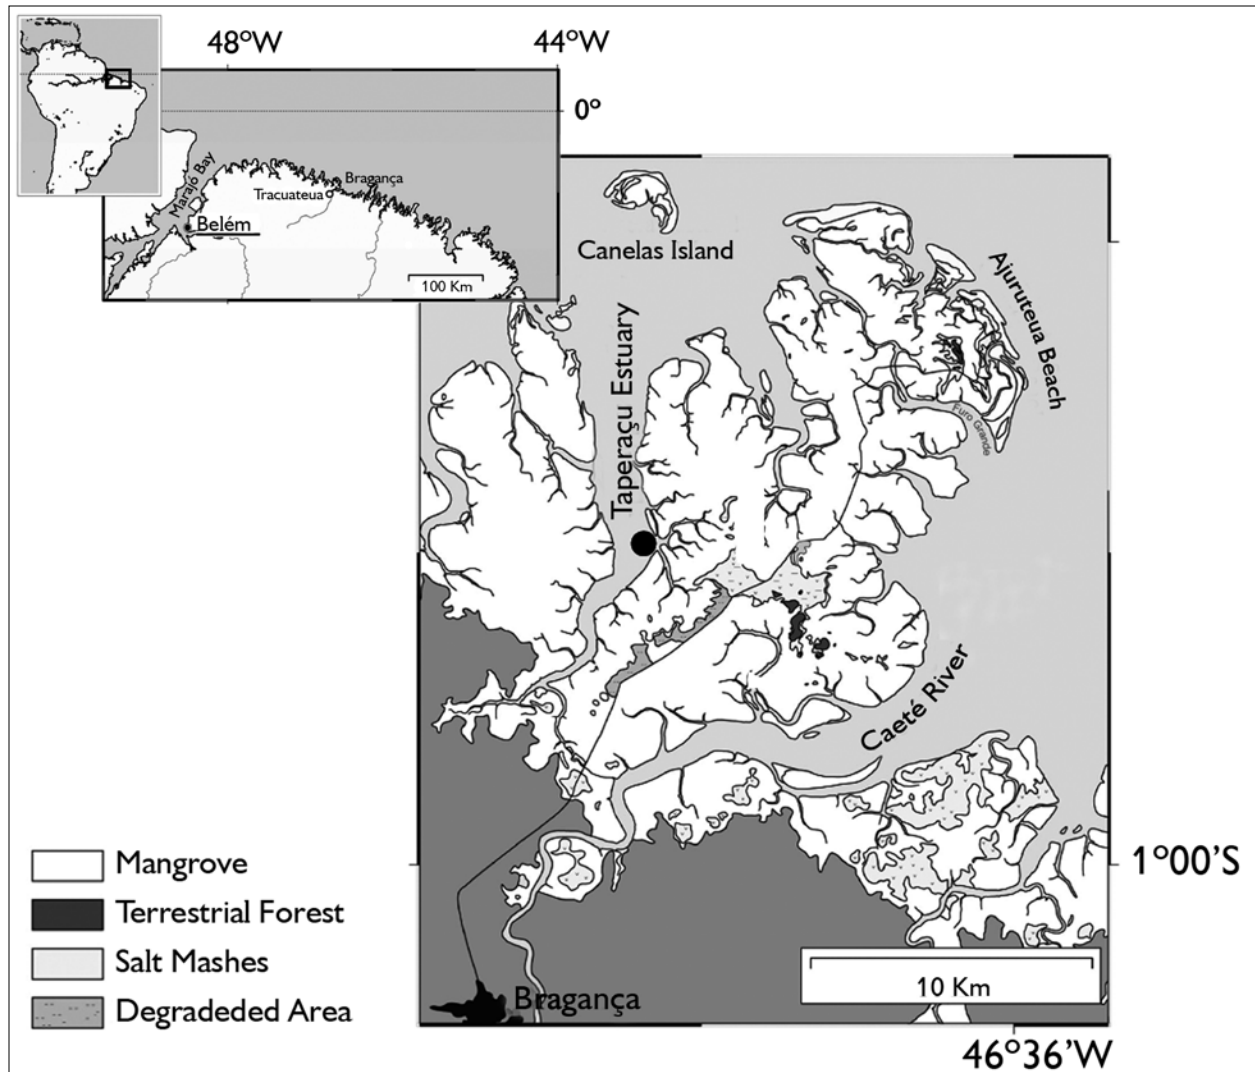 48°W
44°W
0°
Marajó Bay
Bragança
Tracuateua
Belém
100 Km
Canelas Island
Ajuruteua Beach
Taperaçu Estuary
Furo Grande
Caeté River
Mangrove
1°00'S
Terrestrial Forest
Salt Mashes
10 Km
Bragança
Degradeded Area
46°36'W